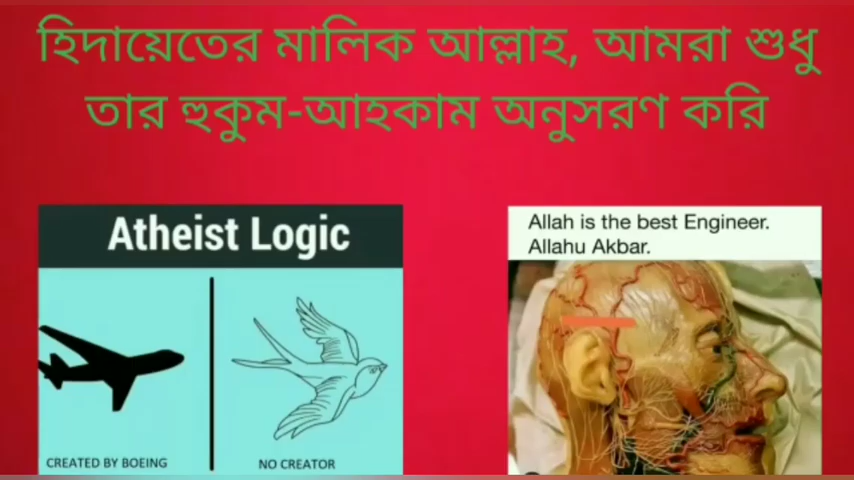 হিদায়েতের মালিক আল্লাহ, আমরা শুধু
তার হুকুম-আহকাম অনুসরণ করি
Atheist Logic
CREATED BY BOEING
NO CREATOR
Allah is the best Engineer.
Allahu Akbar.